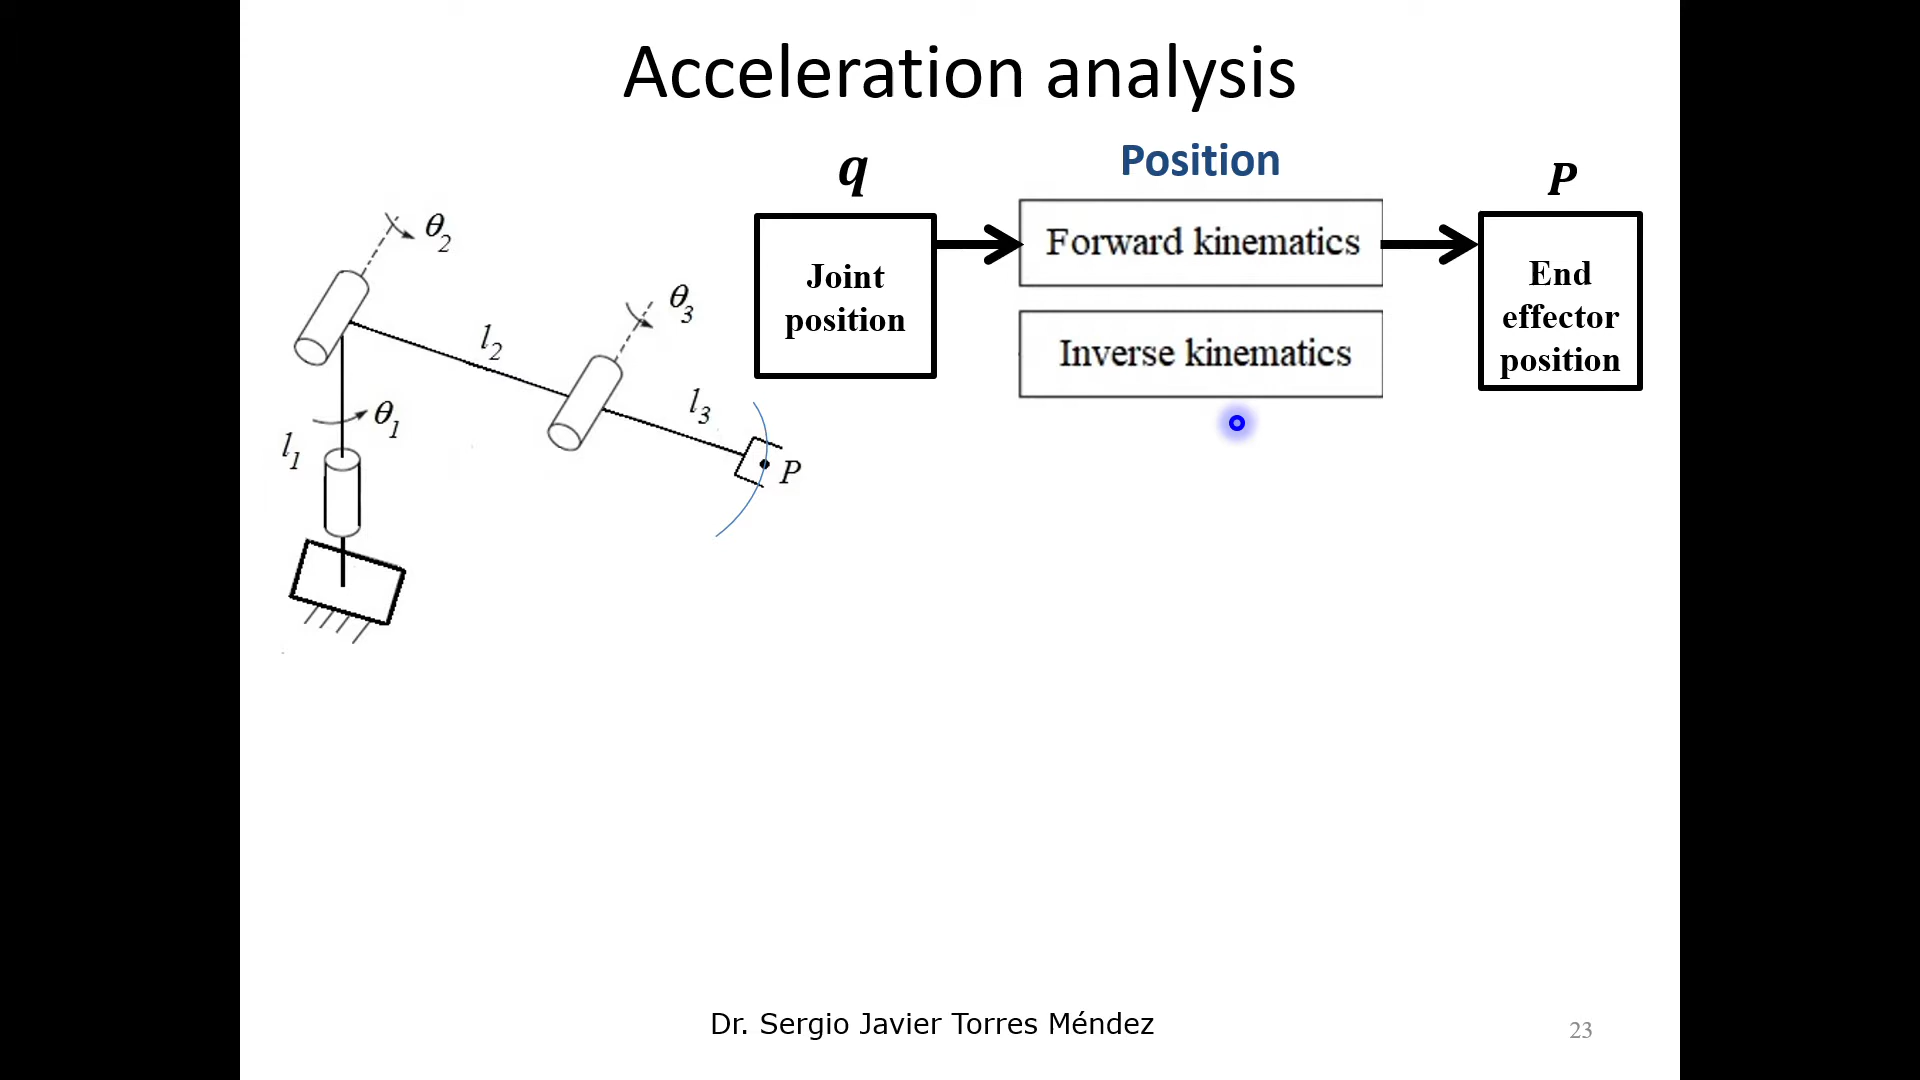 Acceleration analysis
q
Position
P
Joint
position
Forward kinematics
Inverse kinematics
End
effector
position
θ2
θ3
l2
l3
θ1
l1
P
Dr. Sergio Javier Torres Méndez
23